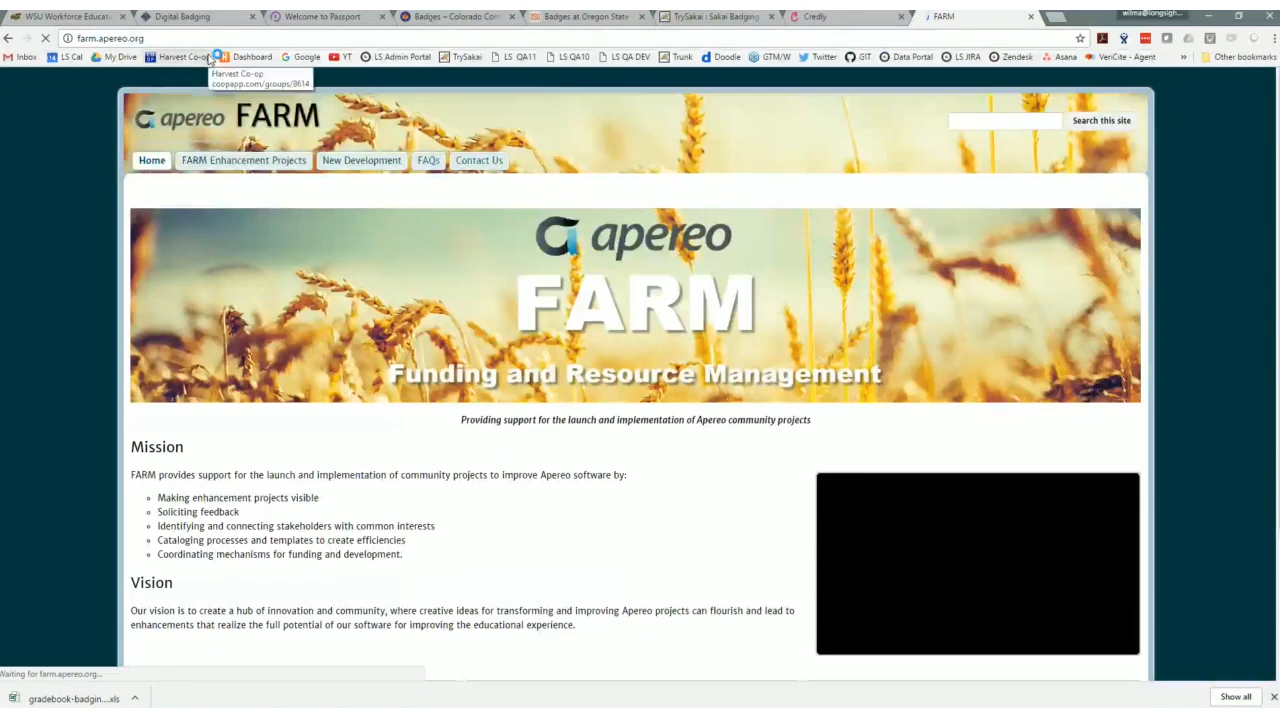 WSU Workforce Educati
Digital Badging
Welcome to Passport
Badges – Colorado Com
Badges at Oregon State
TrySakai : Sakai Badging
Credly
FARM
wilma@longsigh...
farm.apereo.org
Inbox LS Cal My Drive Harvest Co-op Dashboard Google YT LS Admin Portal TrySakai LS QA11 LS QA10 LS QA DEV Trunk Doodle GTM/W Twitter GIT Data Portal LS JIRA Zendesk Asana VeriCite - Agent » Other bookmarks
Harvest Co-op
coopapp.com/groups/8614
apereo FARM
Search this site
Home FARM Enhancement Projects New Development FAQs Contact Us
apereo
FARM
Funding and Resource Management
Providing support for the launch and implementation of Apereo community projects
Mission
FARM provides support for the launch and implementation of community projects to improve Apereo software by:
Making enhancement projects visible
Soliciting feedback
Identifying and connecting stakeholders with common interests
Cataloging processes and templates to create efficiencies
Coordinating mechanisms for funding and development.
Vision
Our vision is to create a hub of innovation and community, where creative ideas for transforming and improving Apereo projects can flourish and lead to
enhancements that realize the full potential of our software for improving the educational experience.
Waiting for farm.apereo.org...
gradebook-badgin....xls
Show all